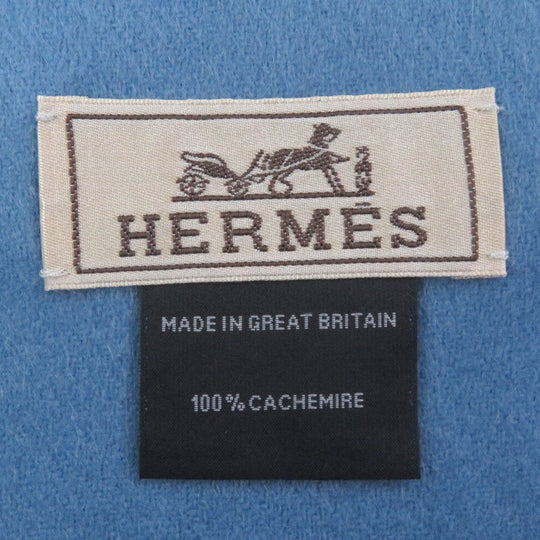 HERMÈS
MADE IN GREAT BRITAIN
100% CACHEMIRE